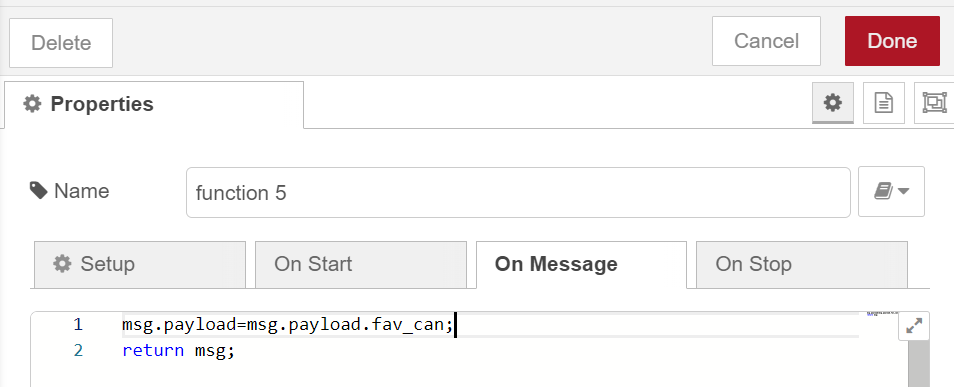 Delete
Cancel
Done
Properties
Name
function 5
Setup
On Start
On Message
On Stop
1 msg.payload=msg.payload.fav_can;
2 return msg;